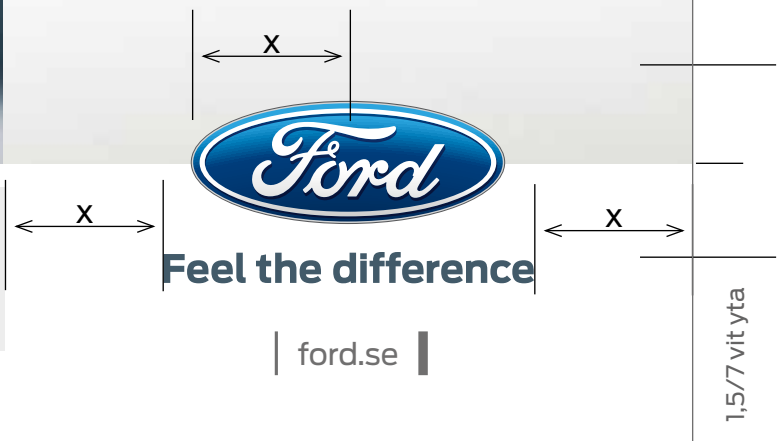 x
Ford
x
x
Feel the difference
ford.se
1,5/7 vit yta